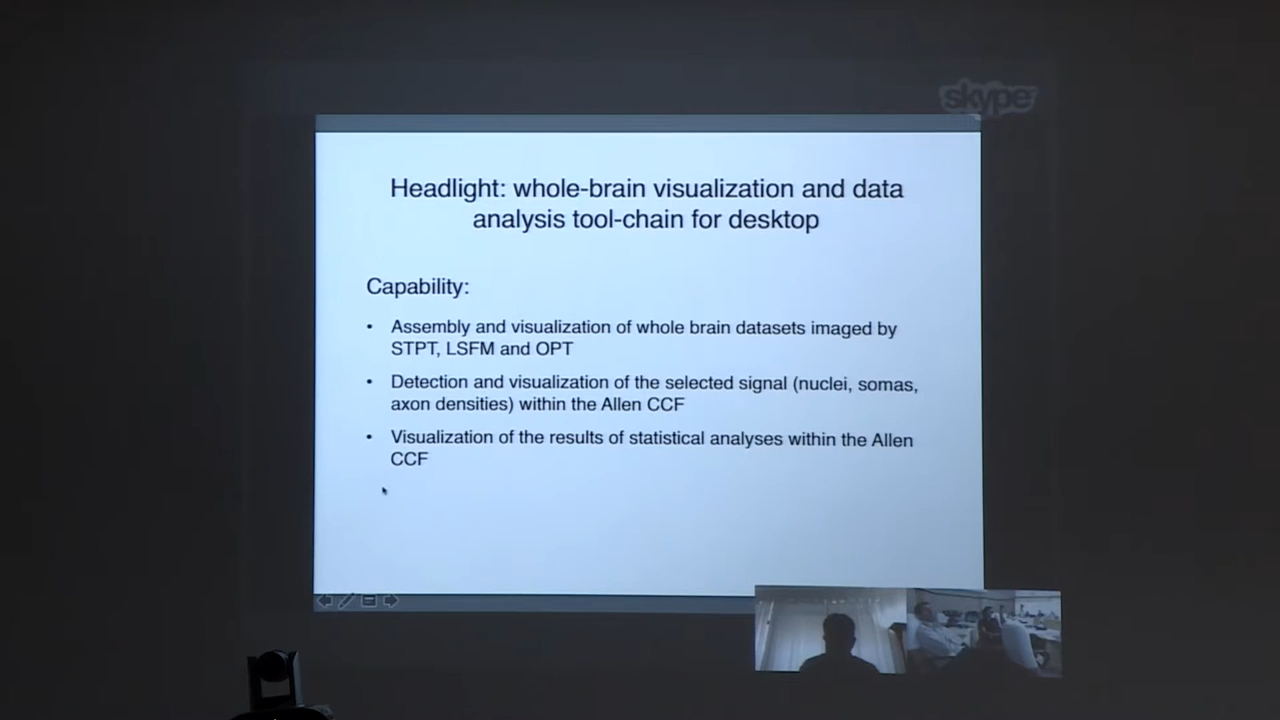 skype
Headlight: whole-brain visualization and data
analysis tool-chain for desktop
Capability:
• Assembly and visualization of whole brain datasets imaged by
STPT, LSFM and OPT
• Detection and visualization of the selected signal (nuclei, somas,
axon densities) within the Allen CCF
• Visualization of the results of statistical analyses within the Allen
CCF